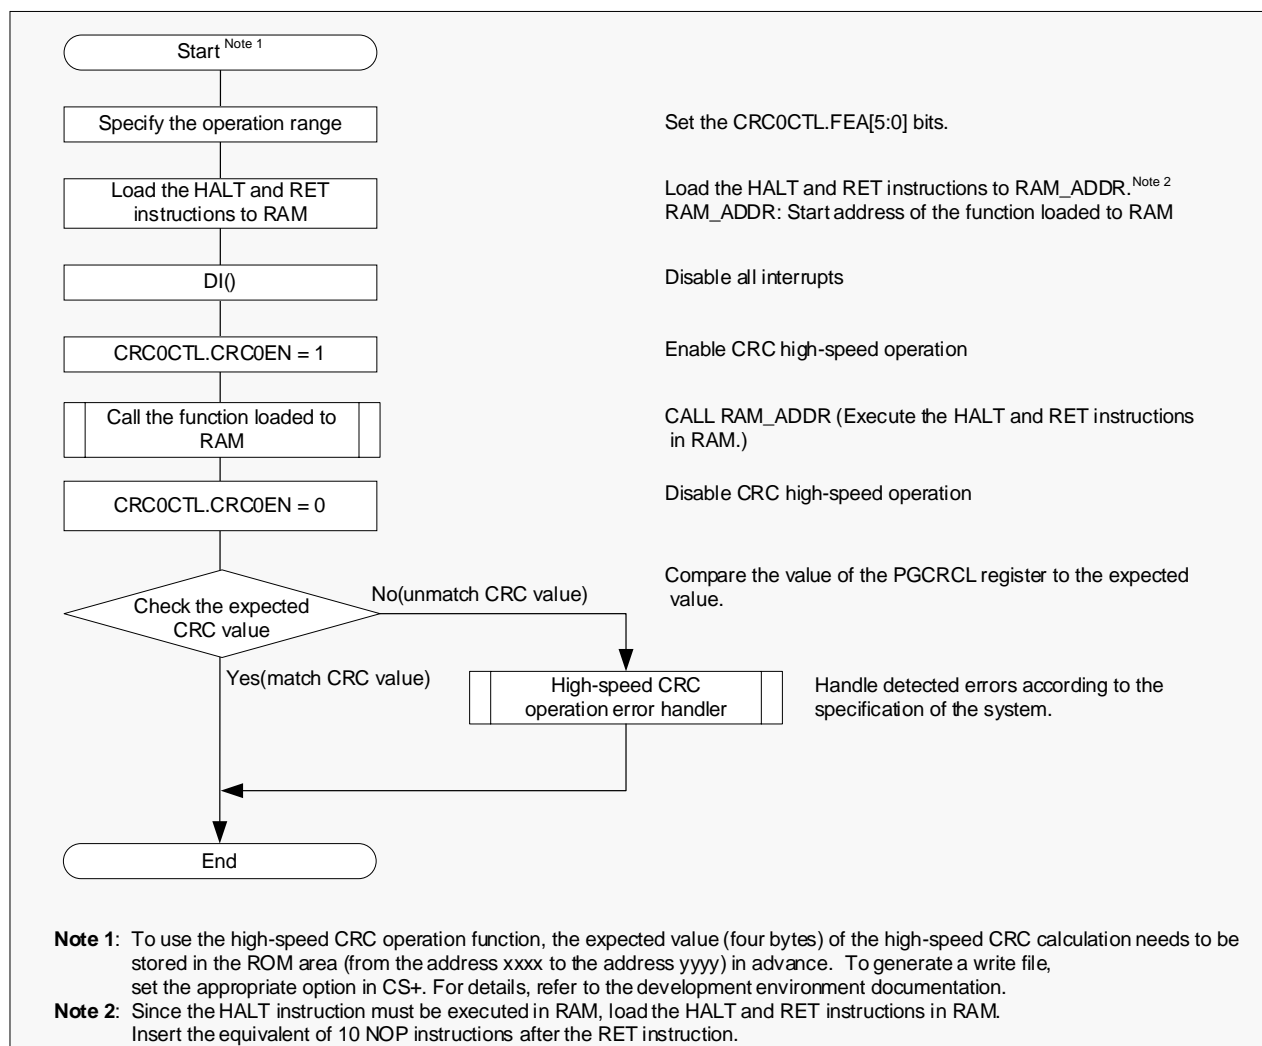 Start Note 1
Specify the operation range
Set the CRC0CTL.FEA[5:0] bits.
Load the HALT and RET
instructions to RAM
Load the HALT and RET instructions to RAM_ADDR. Note 2
RAM_ADDR: Start address of the function loaded to RAM
DI()
Disable all interrupts
CRC0CTL.CRC0EN = 1
Enable CRC high-speed operation
Call the function loaded to
RAM
CALL RAM_ADDR (Execute the HALT and RET instructions
in RAM.)
CRC0CTL.CRC0EN = 0
Disable CRC high-speed operation
Check the expected
CRC value
No(unmatch CRC value)
Compare the value of the PGCRCL register to the expected
value.
Yes(match CRC value)
High-speed CRC
operation error handler
Handle detected errors according to the
specification of the system.
End
Note 1: To use the high-speed CRC operation function, the expected value (four bytes) of the high-speed CRC calculation needs to be
stored in the ROM area (from the address xxxx to the address yyyy) in advance. To generate a write file,
set the appropriate option in CS+. For details, refer to the development environment documentation.
Note 2: Since the HALT instruction must be executed in RAM, load the HALT and RET instructions in RAM.
Insert the equivalent of 10 NOP instructions after the RET instruction.